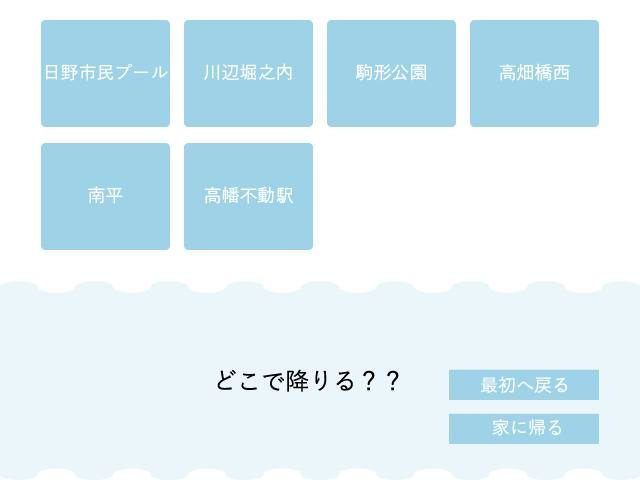 日野市民プール
川辺堀之内
駒形公園
高畑橋西
南平
高幡不動駅
どこで降りる？？
最初へ戻る
家に帰る